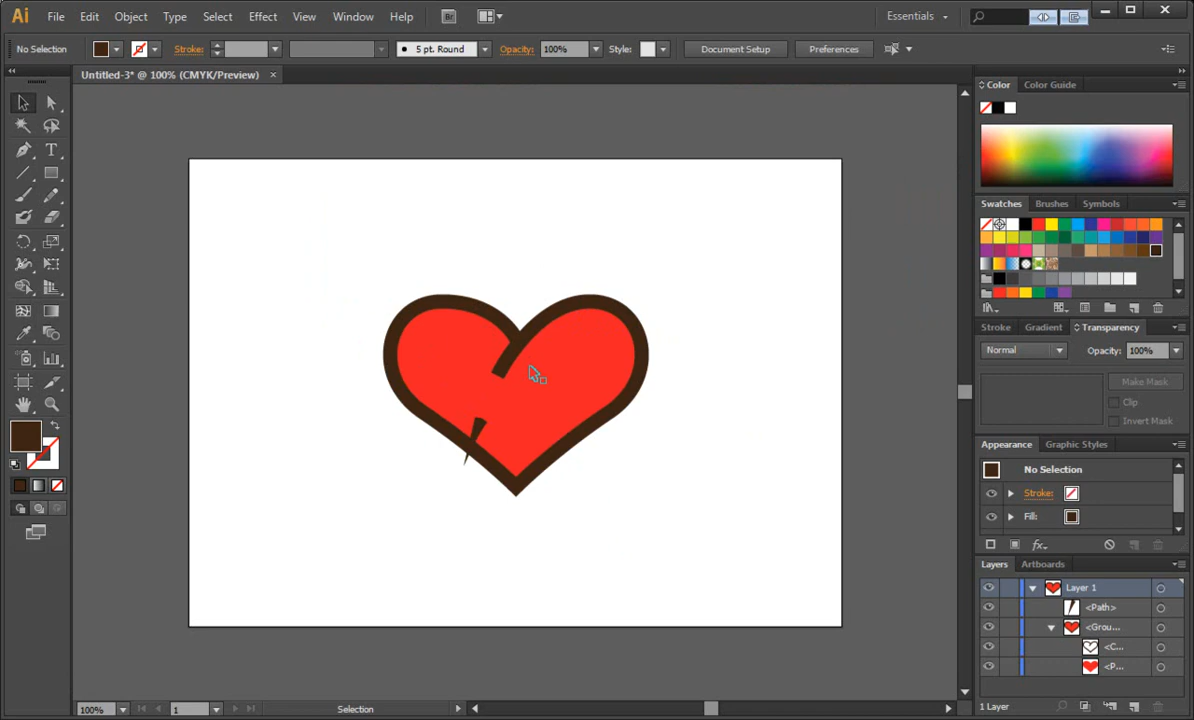 Ai File Edit Object Type Select Effect View Window Help Br Essentials
No Selection Stroke: 5 pt. Round Opacity: 100% Style: Document Setup Preferences
Untitled-3* @ 100% (CMYK/Preview)
Color Color Guide
Swatches Brushes Symbols
Stroke Gradient Transparency
Normal Opacity: 100%
Make Mask
Clip
Invert Mask
Appearance Graphic Styles
No Selection
Stroke:
Fill:
fx
Layers Artboards
Layer 1
<Path>
<Grou...
<C...
<P...
1 Layer
100% 1 Selection